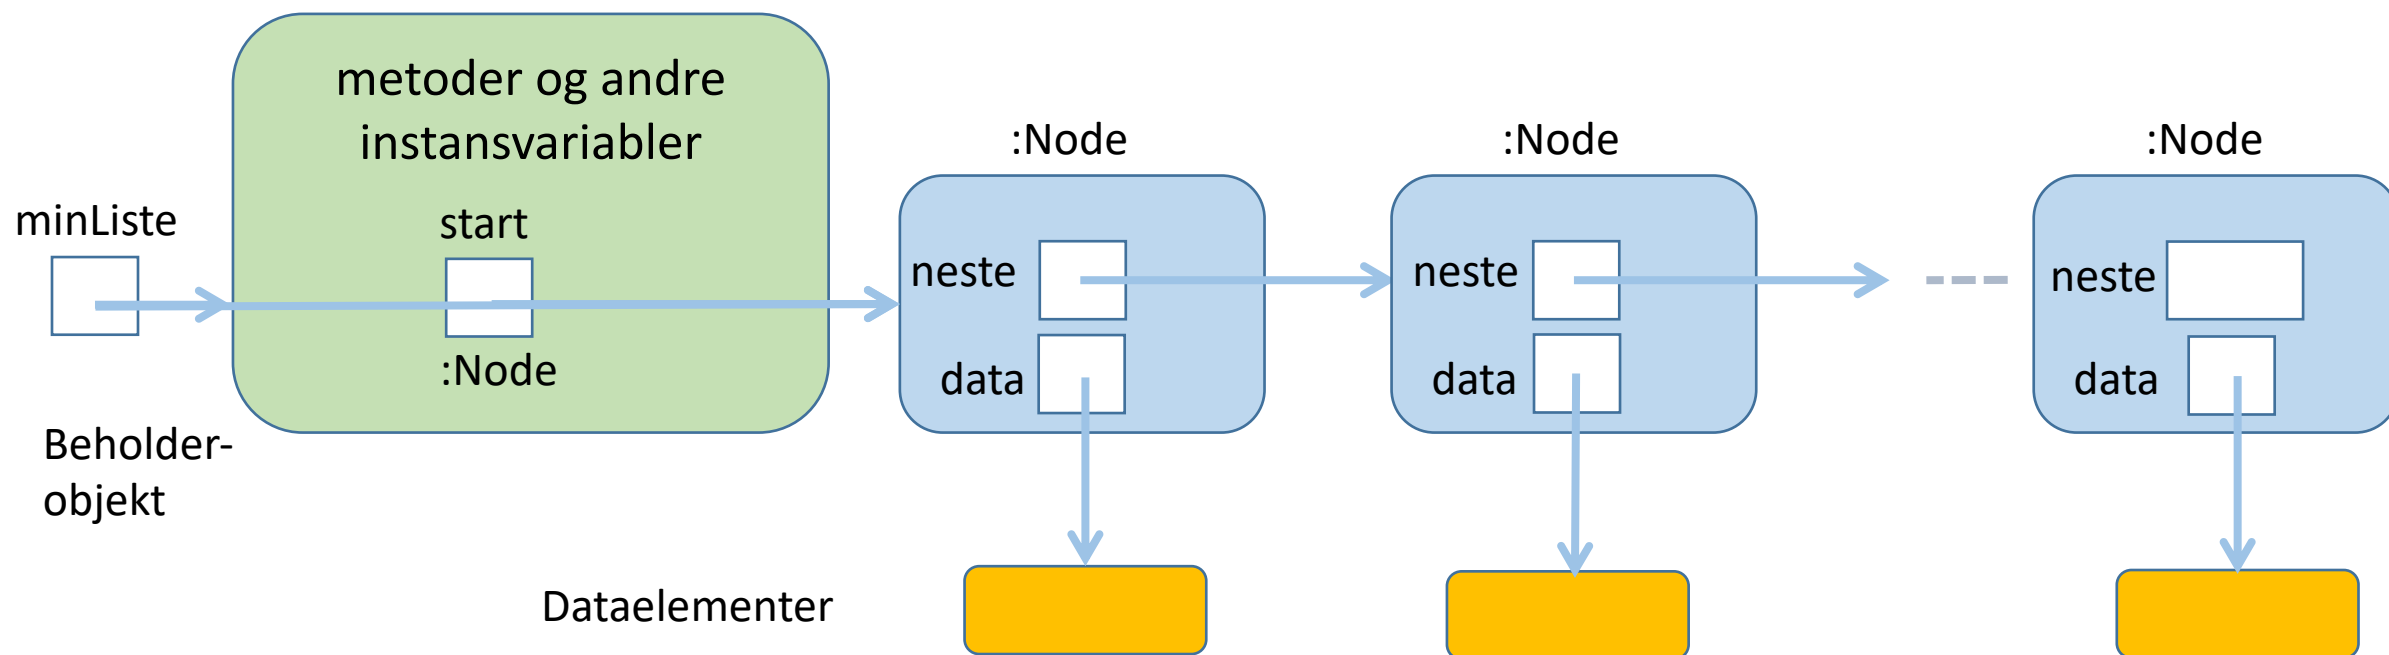 metoder og andre
instansvariabler
minListe
start
:Node
Beholder-
objekt
:Node
neste
data
:Node
neste
data
:Node
neste
data
Dataelementer